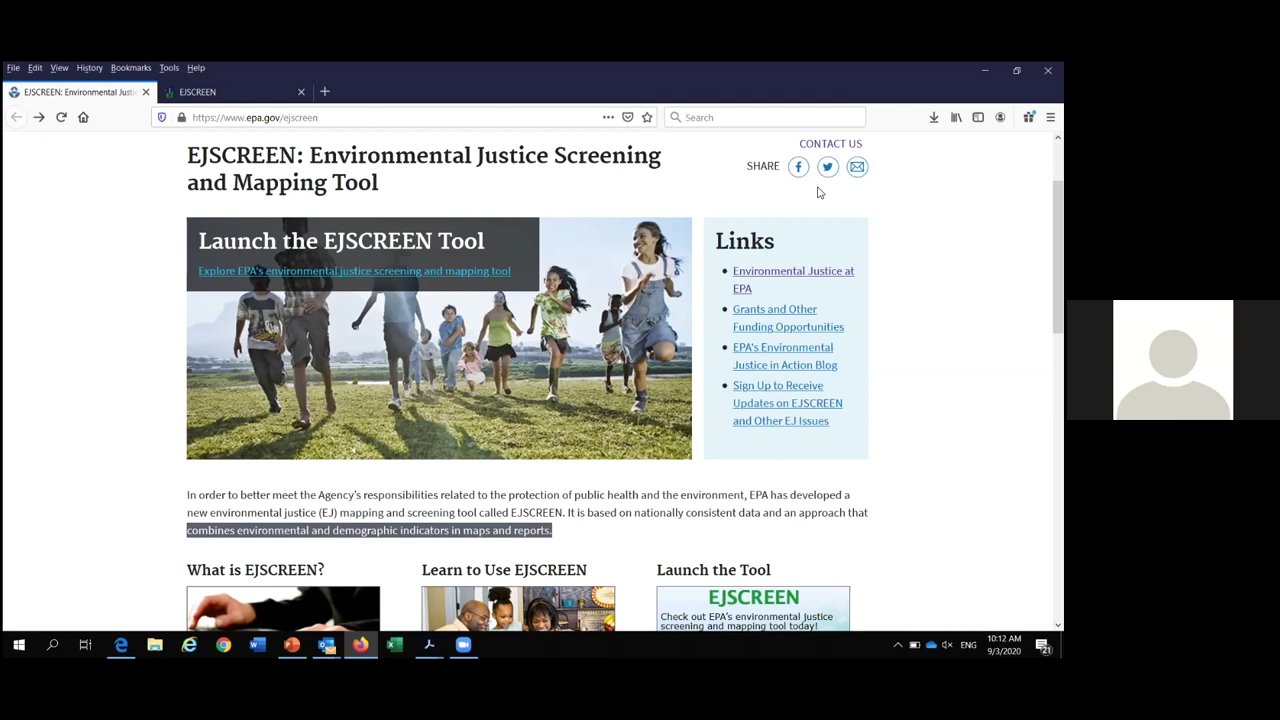 File Edit View History Bookmarks Tools Help
EJSCREEN: Environmental Justi
EJSCREEN
https://www.epa.gov/ejscreen
Search
CONTACT US
SHARE
EJSCREEN: Environmental Justice Screening
and Mapping Tool
Launch the EJSCREEN Tool
Explore EPA's environmental justice screening and mapping tool
Links
Environmental Justice at
EPA
Grants and Other
Funding Opportunities
EPA's Environmental
Justice in Action Blog
Sign Up to Receive
Updates on EJSCREEN
and Other EJ Issues
In order to better meet the Agency's responsibilities related to the protection of public health and the environment, EPA has developed a
new environmental justice (EJ) mapping and screening tool called EJSCREEN. It is based on nationally consistent data and an approach that
combines environmental and demographic indicators in maps and reports.
What is EJSCREEN?
Learn to Use EJSCREEN
Launch the Tool
EJSCREEN
Check out EPA's environmental justice
screening and mapping tool today!
ENG
10:12 AM
9/3/2020
21